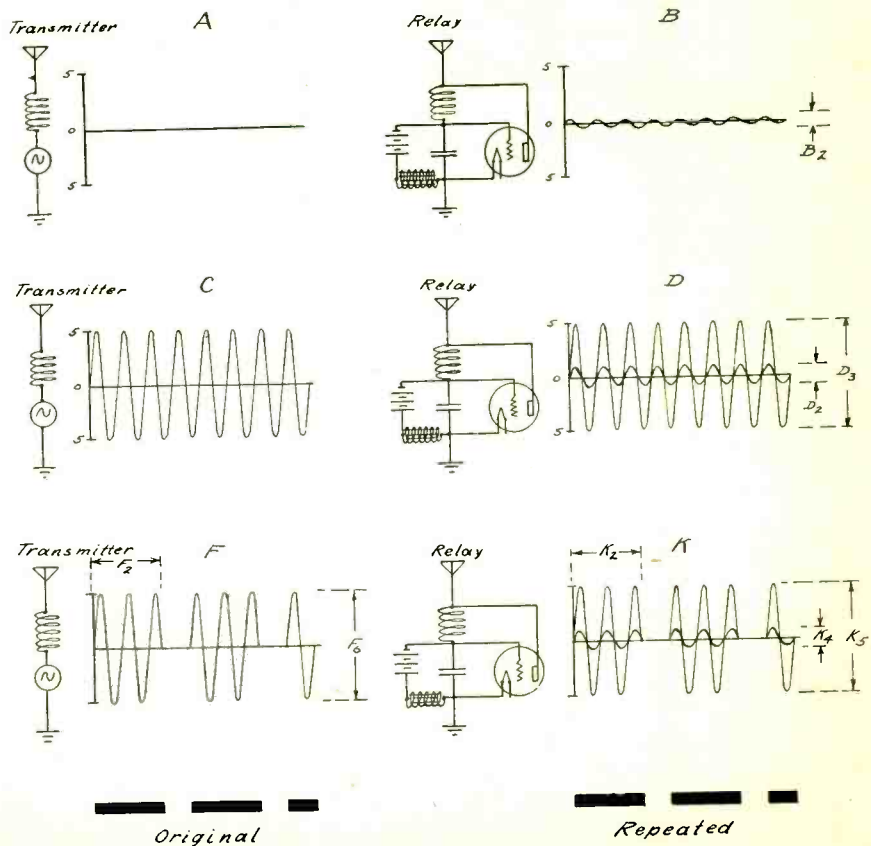 Transmitter A Relay B
5 0 5
5 0 5
B2
Transmitter C Relay D
5 0 5
5 0 5
D2 D3
Transmitter F Relay K
F2 F6
K2 K4 K5
Original Repeated